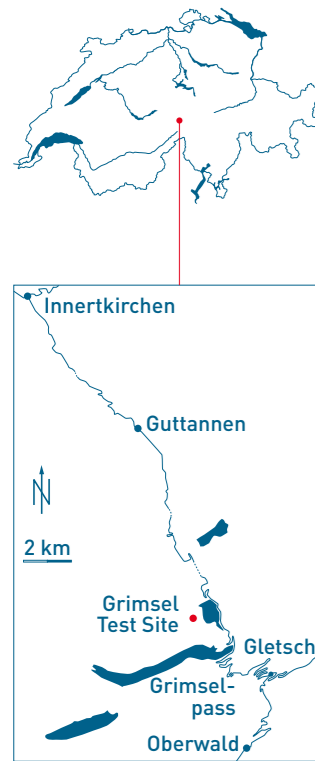 Innertkirchen
Guttannen
N
2 km
Grimsel
Test Site
Gletsch
Grimsel-
pass
Oberwald